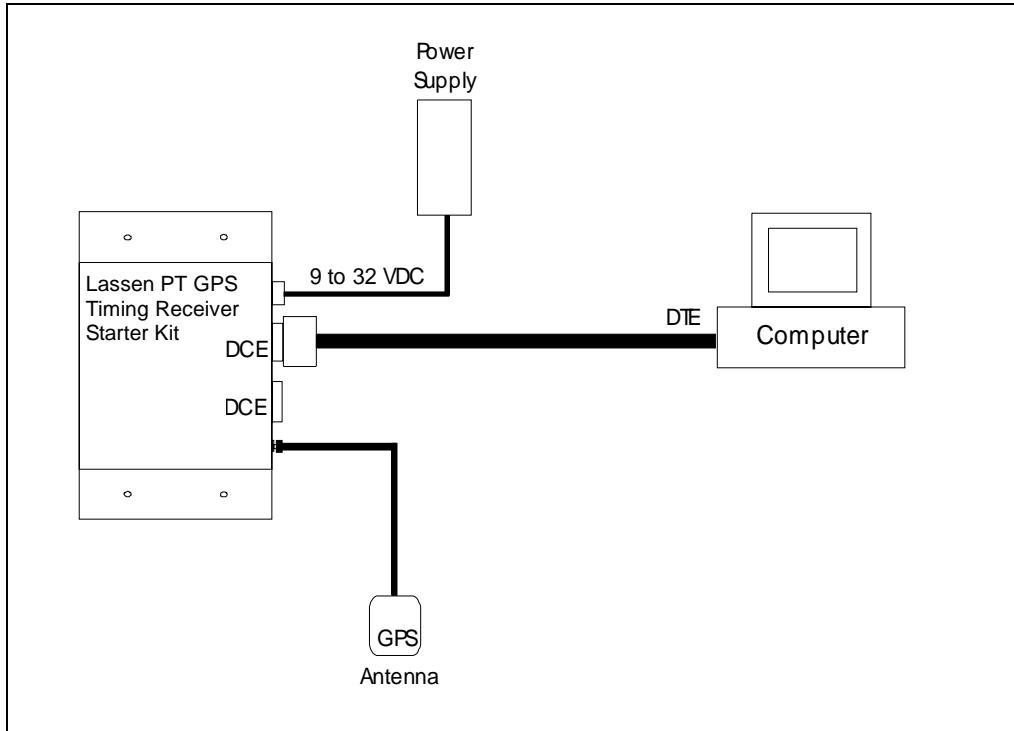 Power
Supply
Lassen PT GPS
Timing Receiver
Starter Kit
9 to 32 VDC
DCE
DTE
Computer
DCE
GPS
Antenna